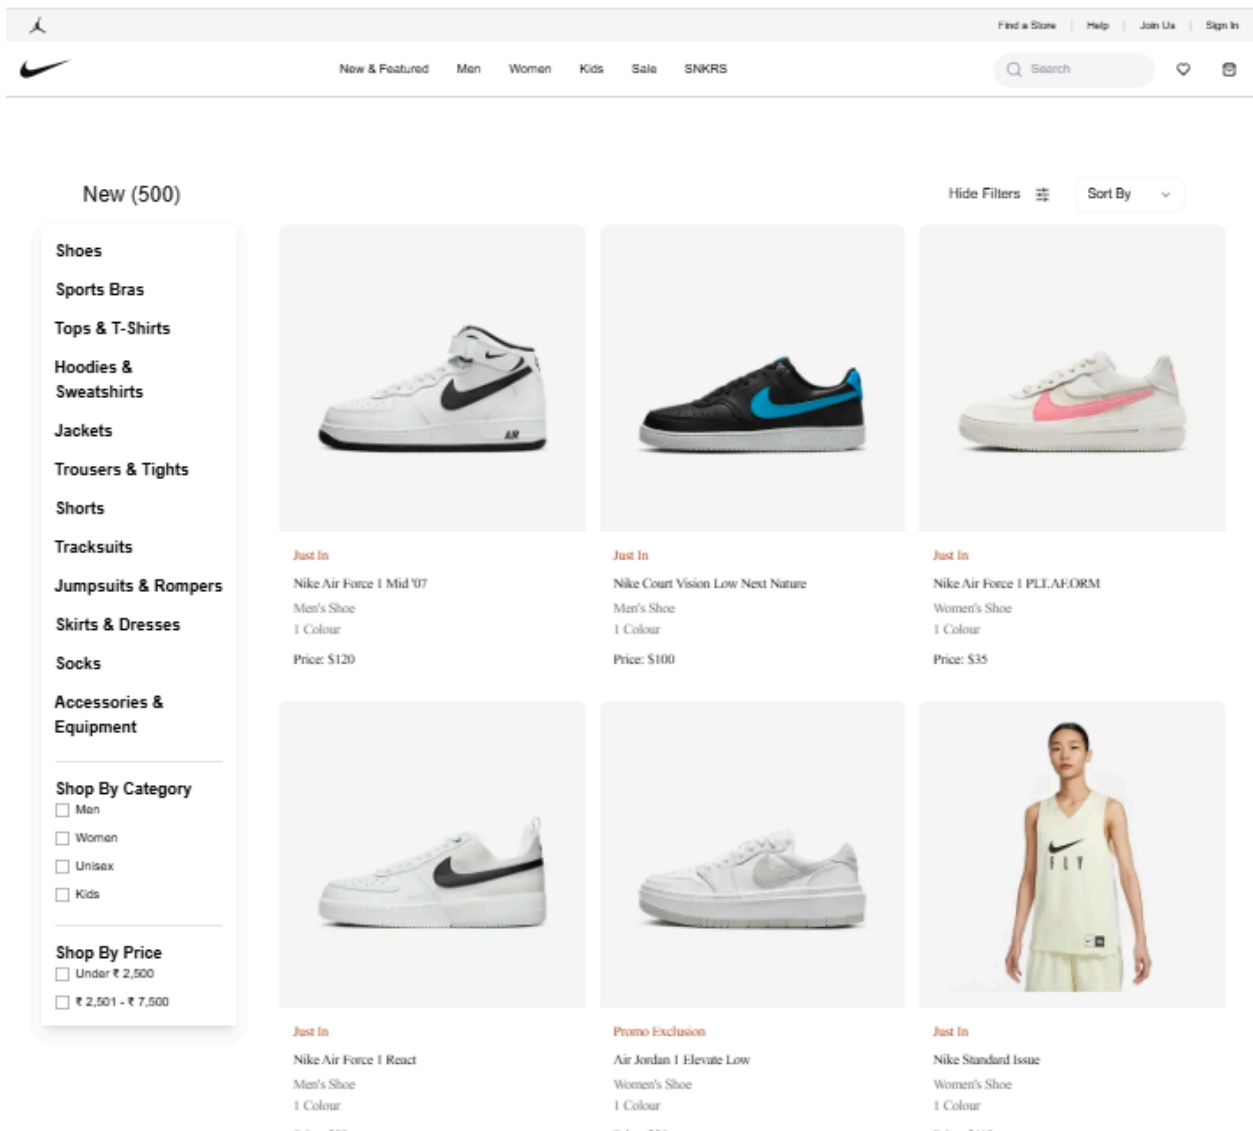 Find a Store | Help | Join Us | Sign In
New & Featured Men Women Kids Sale SNKRS
Search
New (500)
Hide Filters
Sort By
Shoes
Sports Bras
Tops & T-Shirts
Hoodies &
Sweatshirts
Jackets
Trousers & Tights
Shorts
Tracksuits
Jumpsuits & Rompers
Skirts & Dresses
Socks
Accessories &
Equipment
Shop By Category
Men
Women
Unisex
Kids
Shop By Price
Under ₹ 2,500
₹ 2,501 - ₹ 7,500
AIR
Just In
Nike Air Force 1 Mid '07
Men's Shoe
1 Colour
Price: $120
Just In
Nike Court Vision Low Next Nature
Men's Shoe
1 Colour
Price: $100
Just In
Nike Air Force 1 PLT.AF.ORM
Women's Shoe
1 Colour
Price: $35
Just In
Nike Air Force 1 React
Men's Shoe
1 Colour
Promo Exclusion
Air Jordan 1 Elevate Low
Women's Shoe
1 Colour
FLY
Just In
Nike Standard Issue
Women's Shoe
1 Colour